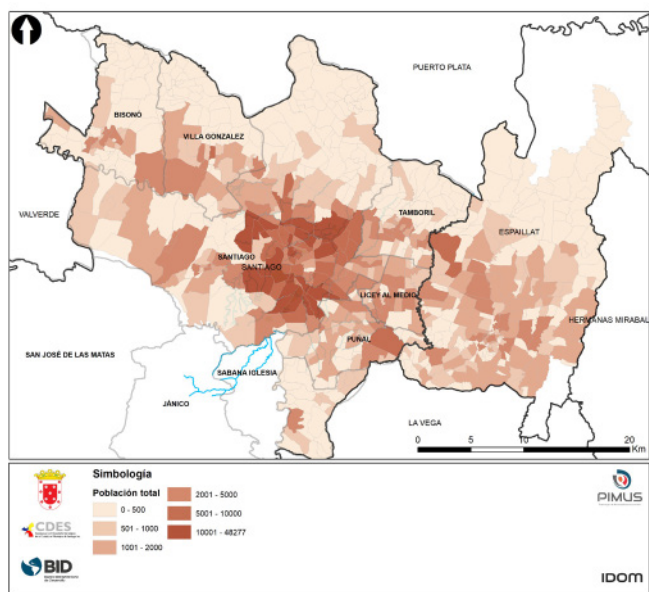 PUERTO PLATA
BISONÓ
VILLA GONZALEZ
VALVERDE
TAMBORIL
ESPAILLAT
SANTIAGO
SANTIAGO
LICEY AL MEDIO
HERMANAS MIRABAL
PUÑAL
SAN JOSÉ DE LAS MATAS
SABANA IGLESIA
JÁNICO
LA VEGA
0 5 10 20
Km
Simbología
Población total
0 - 500
501 - 1000
1001 - 2000
2001 - 5000
5001 - 10000
10001 - 48277
CDES
BID
PIMUS
IDOM